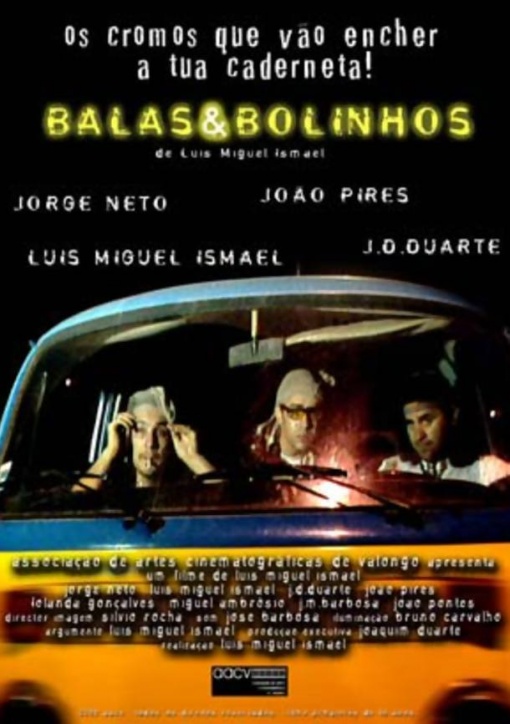 os cromos que vão encher
a tua caderneta!
BALAS&BOLINHOS
de Luis Miguel Ismael
JORGE NETO
JOÃO PIRES
LUIS MIGUEL ISMAEL
J.D.DUARTE
associação de artes cinematográficas de valongo apresenta
um filme de luis miguel ismael
jorge neto luis miguel ismael j.d.duarte joão pires
iolanda gonçalves miguel ambrósio j.m.barbosa joao pontes
director imagem silvio rocha som josé barbosa iluminação bruno carvalho
argumento luis miguel ismael producção executiva joaquim duarte
realização luis miguel ismael
aacv